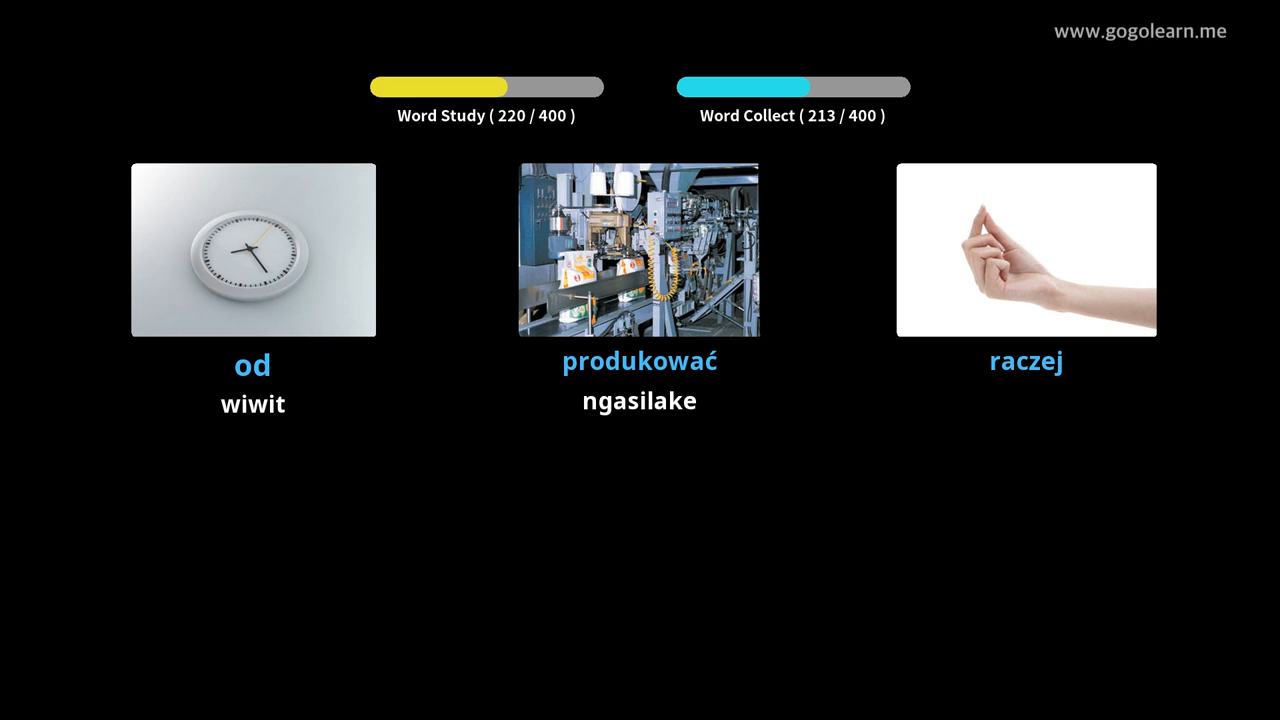 www.gogolearn.me
Word Study ( 220 / 400 )
Word Collect ( 213 / 400 )
od
produkować
raczej
wiwit
ngasilake